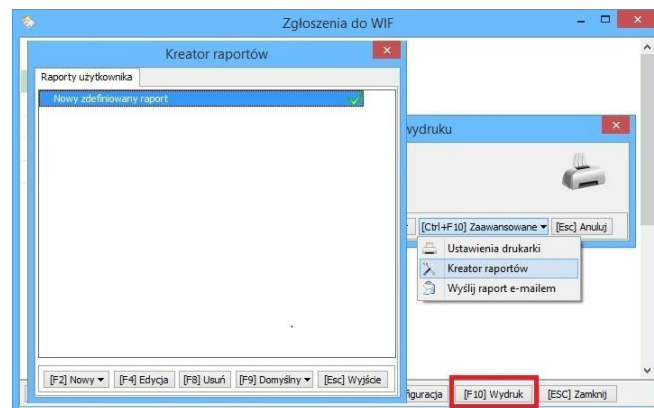 Zgłoszenia do WIF
Kreator raportów
Raporty użytkownika
Nowy zdefiniowany raport
wydruku
[Ctrl+F10] Zaawansowane [Esc] Anuluj
Ustawienia drukarki
Kreator raportów
Wyślij raport e-mailem
[F2] Nowy [F4] Edycja [F8] Usuń [F9] Domyślny [Esc] Wyjście
[F10] Wydruk [ESC] Zamknij